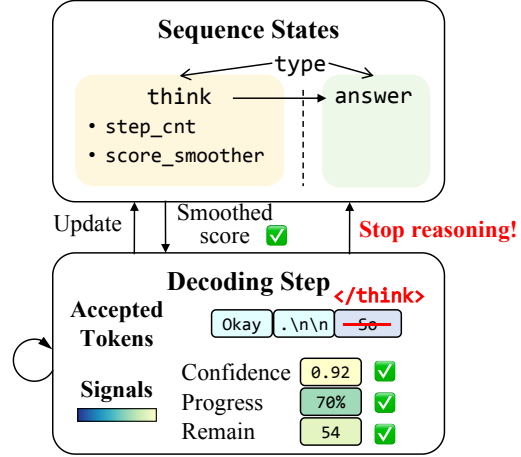 Sequence States
type
think
answer
• step_cnt
• score_smoother
Update
Smoothed
score
Stop reasoning!
Decoding Step
</think>
Accepted
Tokens
Okay
.\n\n
So
Signals
Confidence 0.92
Progress 70%
Remain 54